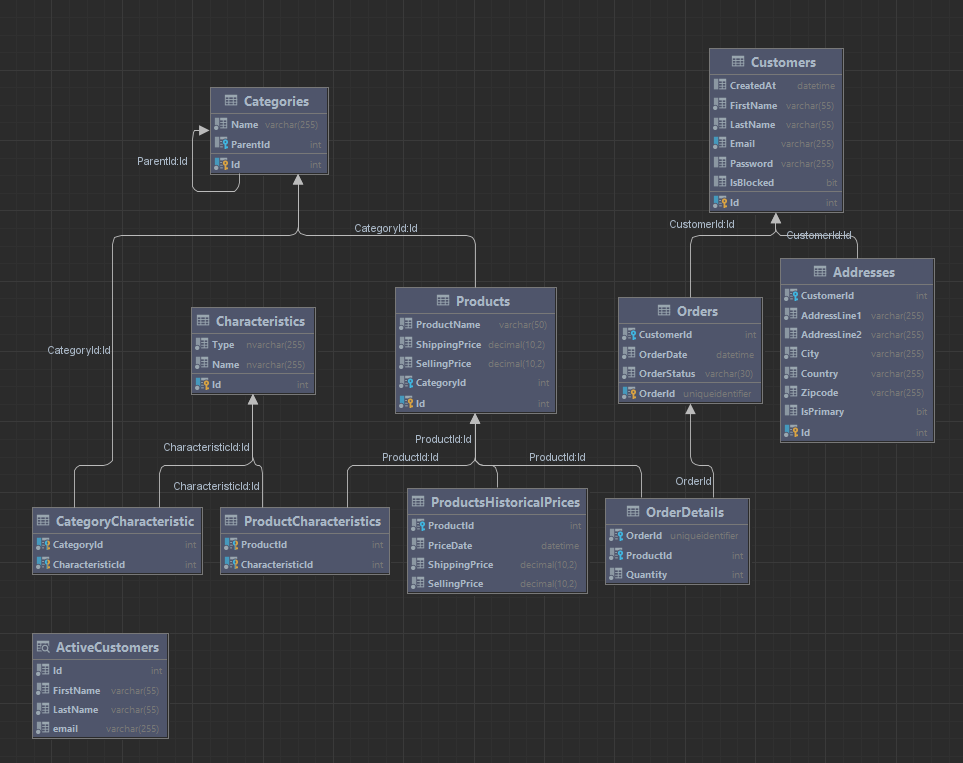 Customers
CreatedAt datetime
FirstName varchar(55)
LastName varchar(55)
Email varchar(255)
Password varchar(255)
IsBlocked bit
Id int
Categories
Name varchar(255)
ParentId int
Id int
ParentId:Id
CategoryId:Id
CustomerId:Id
CustomerId:Id
Addresses
CustomerId int
AddressLine1 varchar(255)
AddressLine2 varchar(255)
City varchar(255)
Country varchar(255)
Zipcode varchar(255)
IsPrimary bit
Id int
Products
ProductName varchar(50)
ShippingPrice decimal(10,2)
SellingPrice decimal(10,2)
CategoryId int
Id int
Orders
CustomerId int
OrderDate datetime
OrderStatus varchar(30)
OrderId uniqueidentifier
Characteristics
Type nvarchar(255)
Name nvarchar(255)
Id int
CategoryId:Id
CharacteristicId:Id
CharacteristicId:Id
ProductId:Id
ProductId:Id
ProductId:Id
OrderId
CategoryCharacteristic
CategoryId int
CharacteristicId int
ProductCharacteristics
ProductId int
CharacteristicId int
ProductsHistoricalPrices
ProductId int
PriceDate datetime
ShippingPrice decimal(10,2)
SellingPrice decimal(10,2)
OrderDetails
OrderId uniqueidentifier
ProductId int
Quantity int
ActiveCustomers
Id int
FirstName varchar(55)
LastName varchar(55)
email varchar(255)